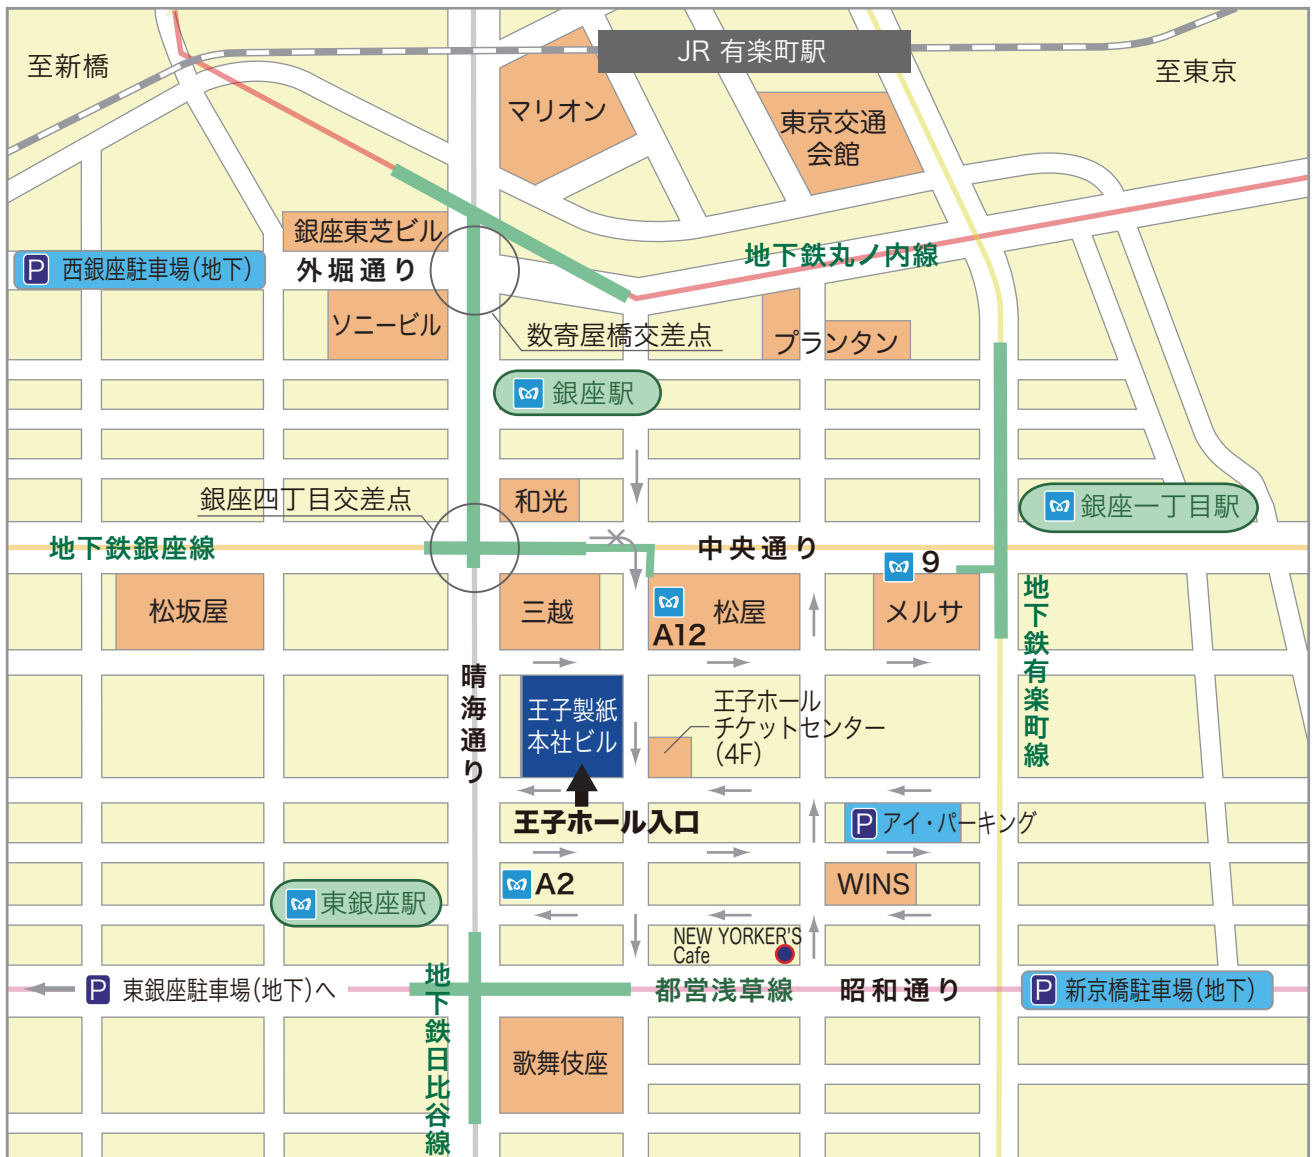 JR 有楽町駅
至新橋
至東京
マリオン
東京交通
会館
銀座東芝ビル
地下鉄丸ノ内線
P 西銀座駐車場(地下)
外堀通り
ソニービル
数寄屋橋交差点
プランタン
銀座駅
銀座四丁目交差点
和光
銀座一丁目駅
地下鉄銀座線
中央通り
9
松坂屋
三越
A12
松屋
メルサ
地下鉄有楽町線
晴海通り
王子製紙
本社ビル
王子ホール
チケットセンター
(4F)
王子ホール入口
P アイ・パーキング
東銀座駅
A2
WINS
NEW YORKER'S
Cafe
P 東銀座駐車場(地下)へ
地下鉄日比谷線
都営浅草線
昭和通り
P 新京橋駐車場(地下)
歌舞伎座